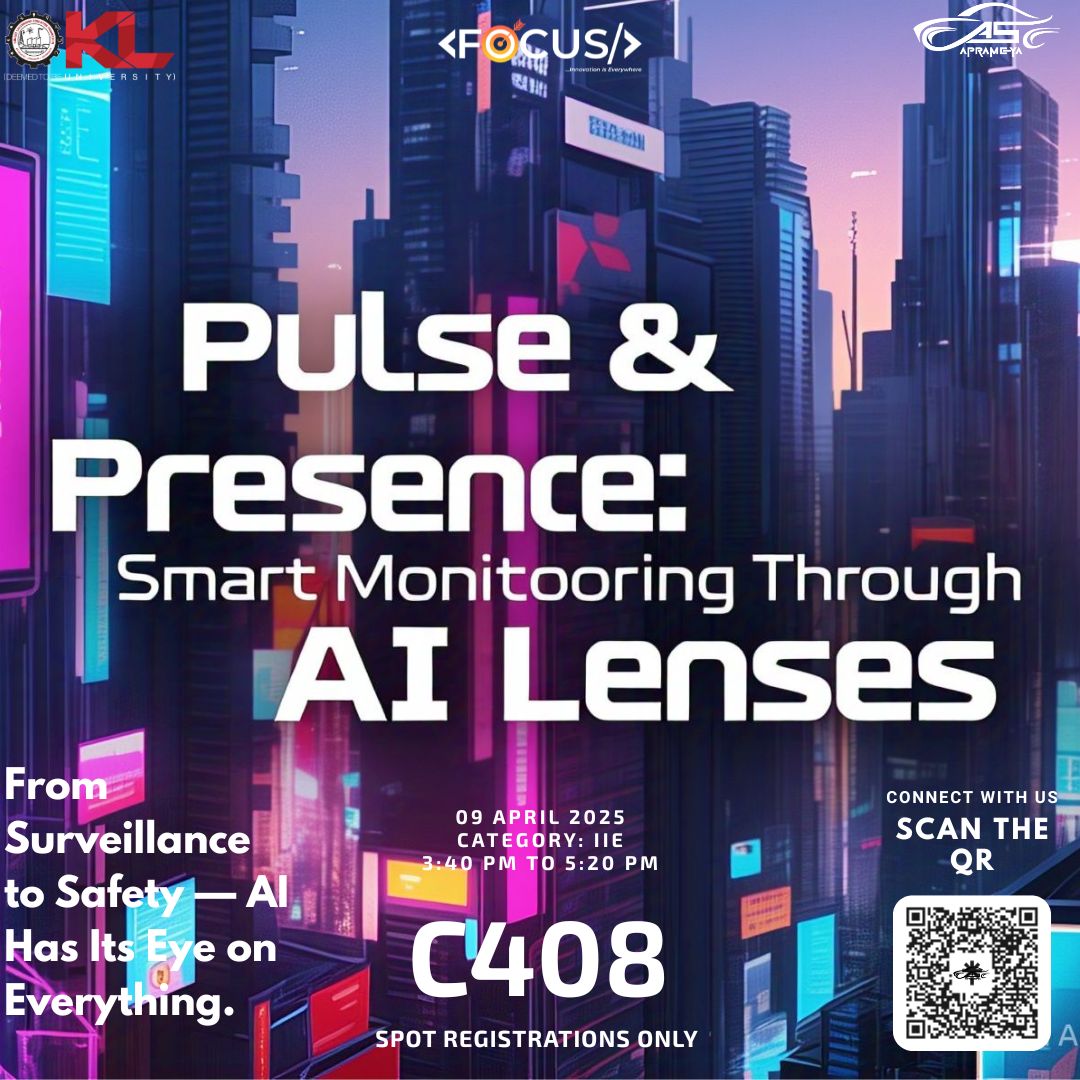 KL
(DEEMED TO BE UNIVERSITY)
<FOCUS/>
...Innovation is Everywhere
AS
APRAMEYA
Pulse &
Presence:
Smart Monitooring Through
AI Lenses
From
Surveillance
to Safety — AI
Has Its Eye on
Everything.
09 APRIL 2025
CATEGORY: IIE
3:40 PM TO 5:20 PM
C408
SPOT REGISTRATIONS ONLY
CONNECT WITH US
SCAN THE
QR